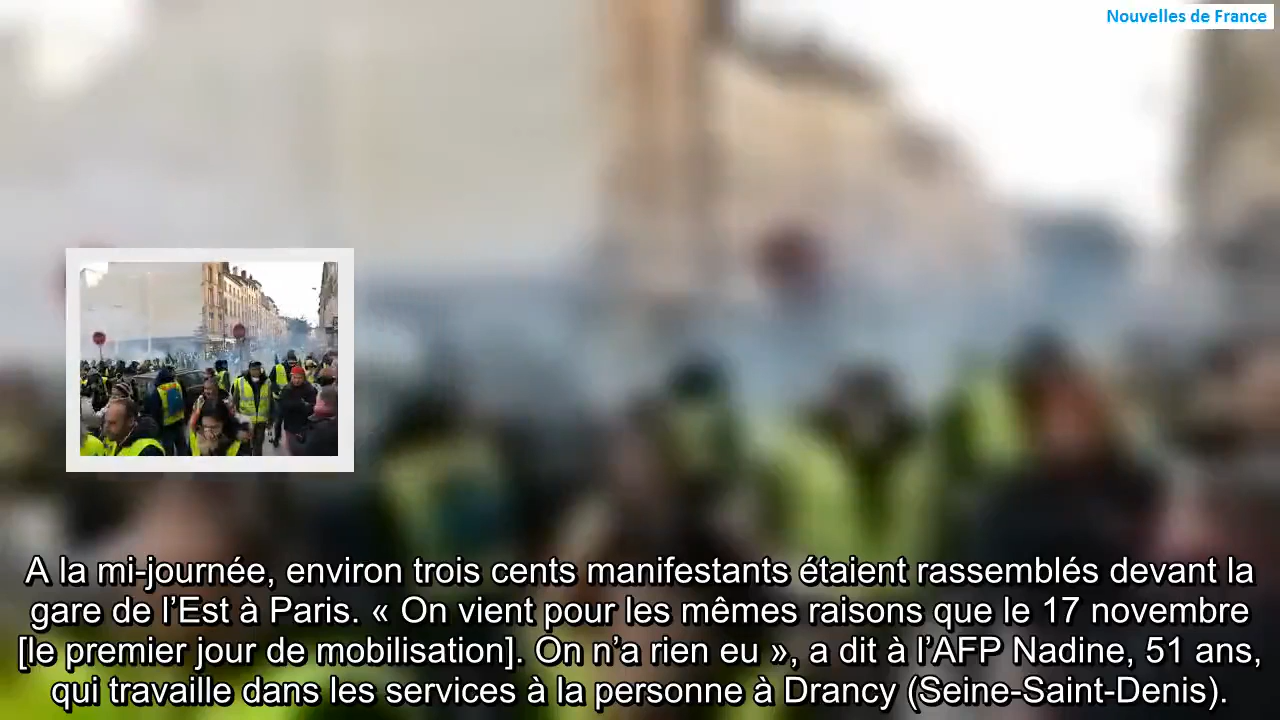 Nouvelles de France
A la mi-journée, environ trois cents manifestants étaient rassemblés devant la
gare de l’Est à Paris. « On vient pour les mêmes raisons que le 17 novembre
[le premier jour de mobilisation]. On n’a rien eu », a dit à l’AFP Nadine, 51 ans,
qui travaille dans les services à la personne à Drancy (Seine-Saint-Denis).